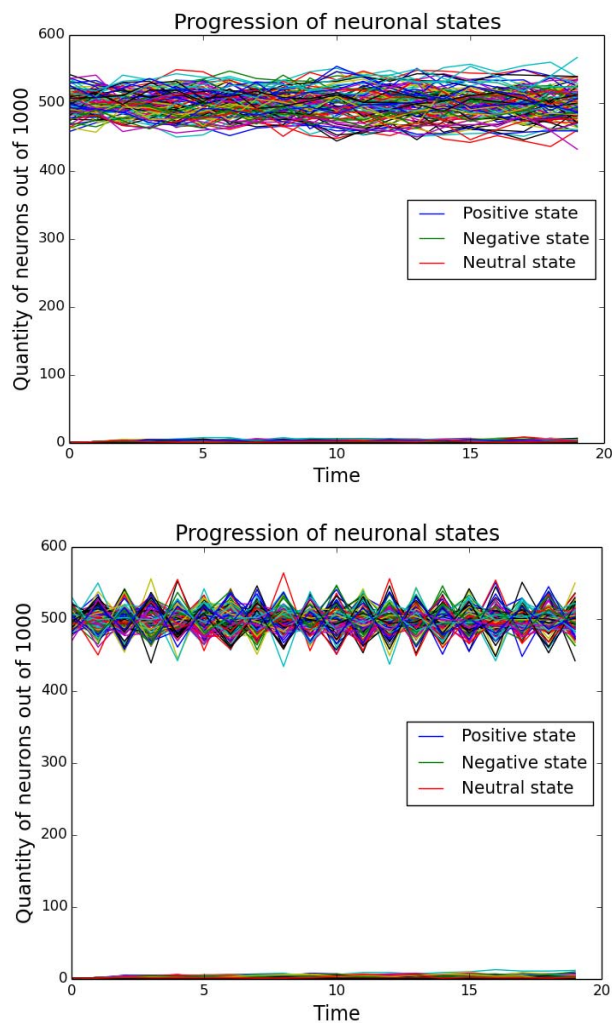 Progression of neuronal states
600
500
400
300
200
100
0
Quantity of neurons out of 1000
Positive state
Negative state
Neutral state
0 5 10 15 20
Time
Progression of neuronal states
600
500
400
300
200
100
0
Quantity of neurons out of 1000
Positive state
Negative state
Neutral state
0 5 10 15 20
Time